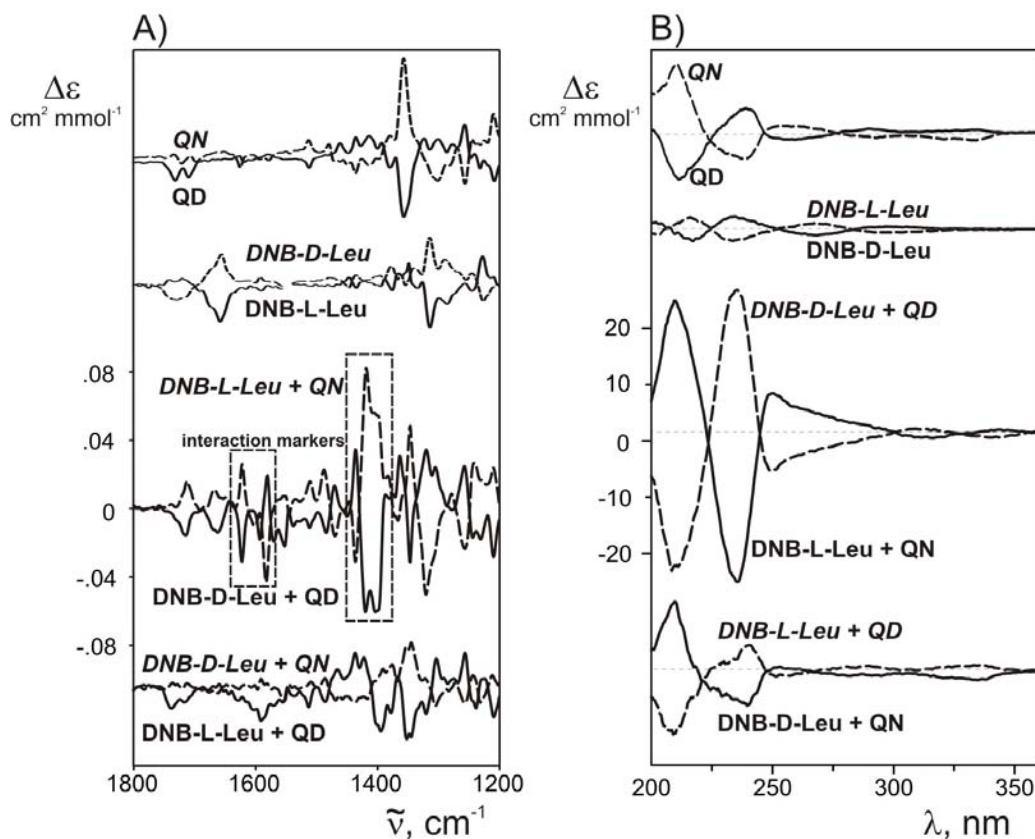 A)
Δε
cm² mmol⁻¹
QN
QD
DNB-D-Leu
DNB-L-Leu
.08
DNB-L-Leu + QN
.04
interaction markers
0
-.04
DNB-D-Leu + QD
-.08
DNB-D-Leu + QN
DNB-L-Leu + QD
1800 1600 1400 1200
ṽ, cm⁻¹
B)
Δε
cm² mmol⁻¹
QN
QD
DNB-L-Leu
DNB-D-Leu
DNB-D-Leu + QD
20
10
0
-10
DNB-L-Leu + QN
-20
DNB-L-Leu + QD
DNB-D-Leu + QN
200 250 300 350
λ, nm